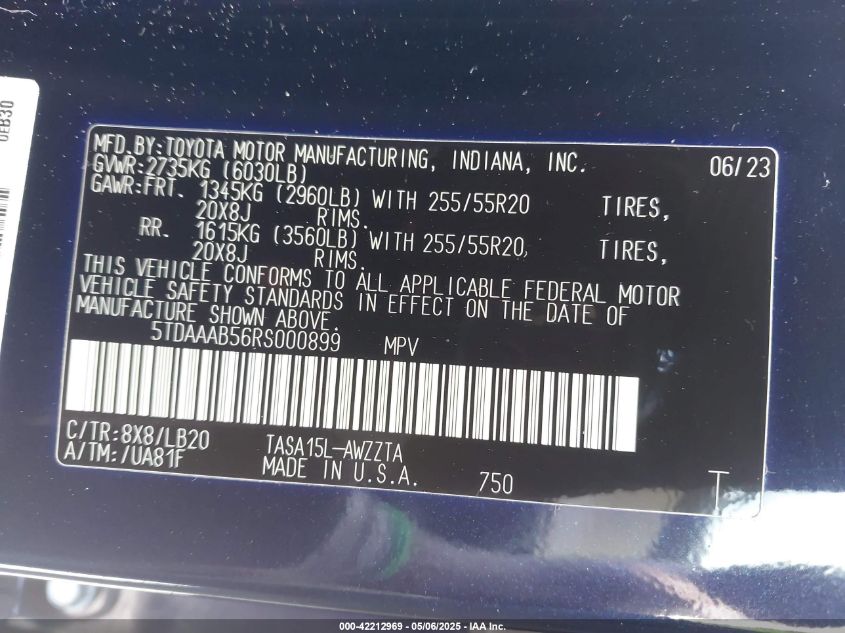 0EB30
MFD.BY:TOYOTA MOTOR MANUFACTURING, INDIANA, INC. 06/23
GVWR:2735KG (6030LB)
GAWR:FRT. 1345KG (2960LB) WITH 255/55R20 TIRES,
20X8J RIMS.
RR. 1615KG (3560LB) WITH 255/55R20, TIRES,
20X8J RIMS.
THIS VEHICLE CONFORMS TO ALL APPLICABLE FEDERAL MOTOR
VEHICLE SAFETY STANDARDS IN EFFECT ON THE DATE OF
MANUFACTURE SHOWN ABOVE.
5TDAAAB56RS000899 MPV
C/TR:8X8/LB20 TASA15L-AWZZTA
A/TM:/UA81F MADE IN U.S.A. 750 T
000-42212969 - 05/06/2025 - IAA Inc.